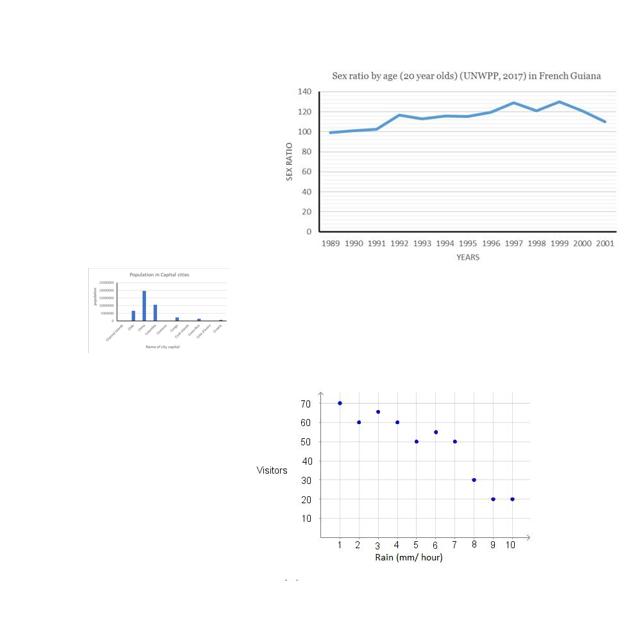 Sex ratio by age (20 year olds) (UNWPP, 2017) in French Guiana
140
120
100
80
60
40
20
0
SEX RATIO
1989 1990 1991 1992 1993 1994 1995 1996 1997 1998 1999 2000 2001
YEARS
Population in Capital cities
population
Name of city capital
70
60
50
40
30
20
10
Visitors
1 2 3 4 5 6 7 8 9 10
Rain (mm/ hour)